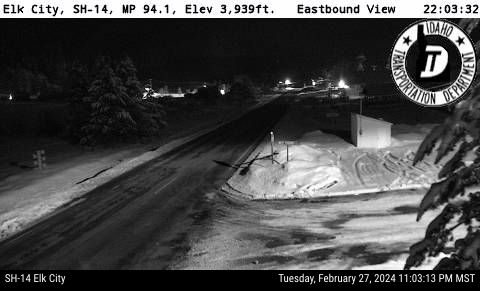 Elk City, SH-14, MP 94.1, Elev 3,939ft. Eastbound View 22:03:32
IDAHO
TRANSPORTATION DEPARTMENT
SH-14 Elk City Tuesday, February 27, 2024 11:03:13 PM MST